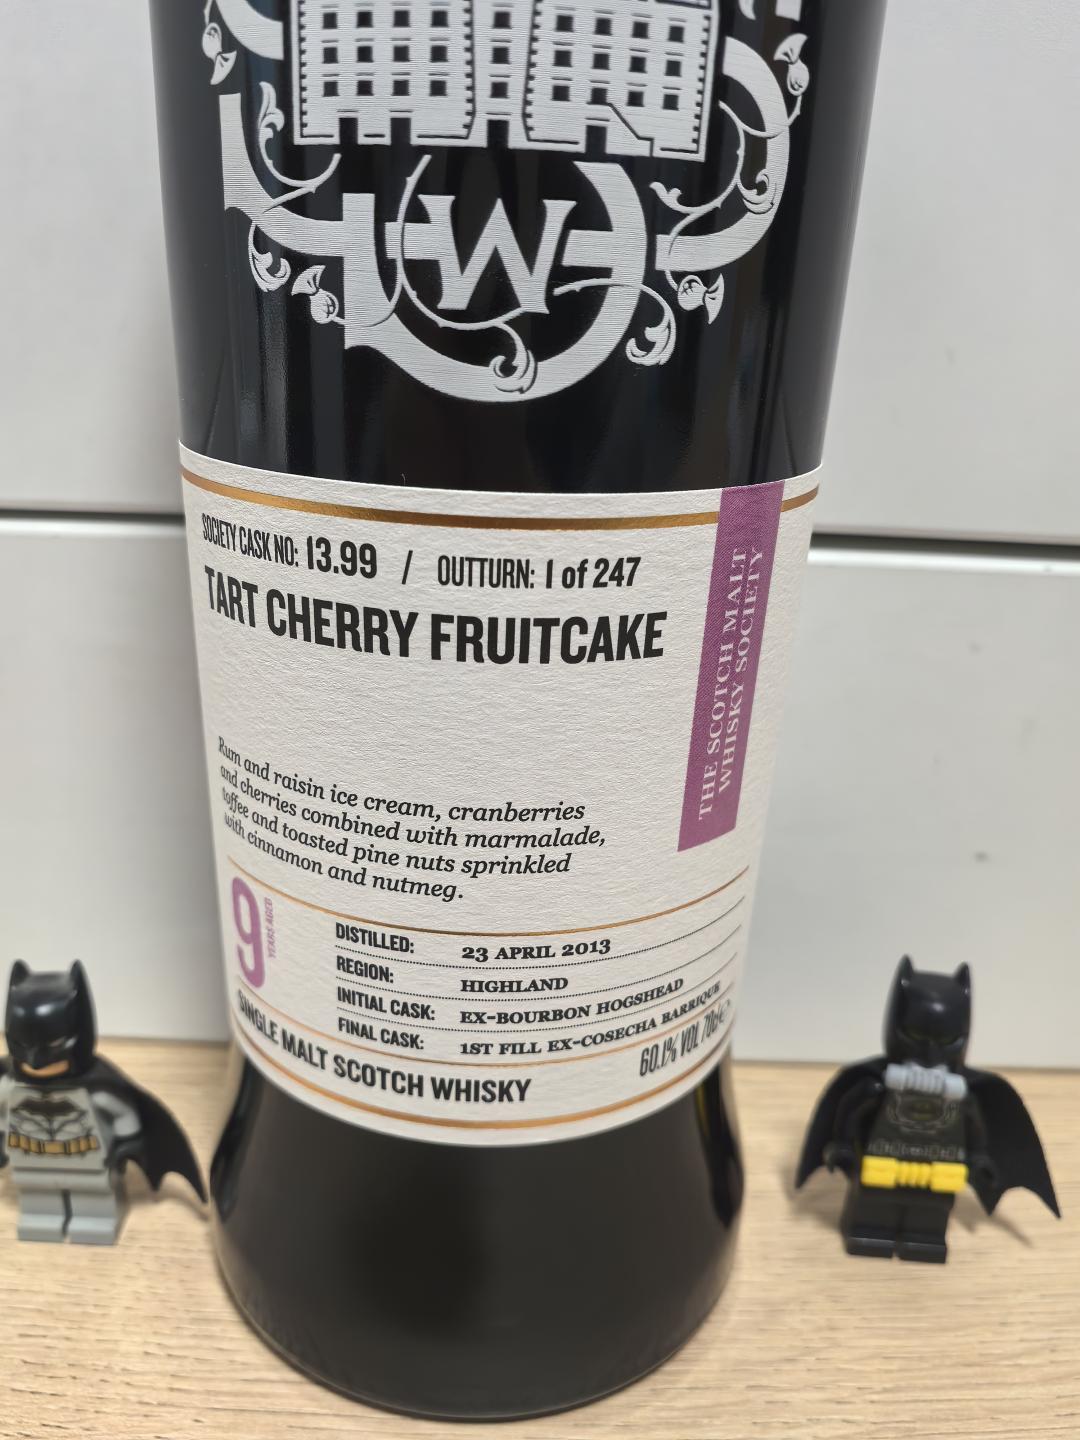 SOCIETY CASK NO: 13.99 / OUTTURN: 1 of 247
TART CHERRY FRUITCAKE
THE SCOTCH MALT
WHISKY SOCIETY
Rum and raisin ice cream, cranberries
and cherries combined with marmalade,
toffee and toasted pine nuts sprinkled
with cinnamon and nutmeg.
9
YEARS AGED
DISTILLED: 23 APRIL 2013
REGION: HIGHLAND
INITIAL CASK: EX-BOURBON HOGSHEAD
FINAL CASK: 1ST FILL EX-COSECHA BARRIQUE
SINGLE MALT SCOTCH WHISKY
60.1% VOL 70cl e